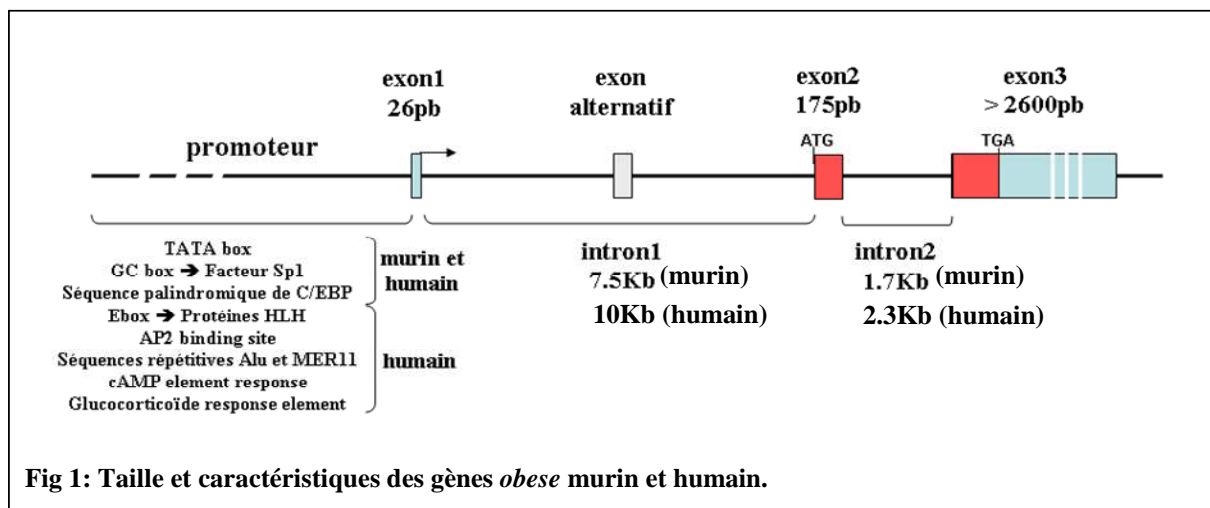 exon1
26pb
exon
alternatif
exon2
175pb
exon3
> 2600pb
promoteur
ATG
TGA
TATA box
GC box ➔ Facteur Sp1
Séquence palindromique de C/EBP
murin et
humain
Ebox ➔ Protéines HLH
AP2 binding site
Séquences répétitives Alu et MER11
cAMP element response
Glucocorticoïde response element
humain
intron1
7.5Kb (murin)
10Kb (humain)
intron2
1.7Kb (murin)
2.3Kb (humain)
Fig 1: Taille et caractéristiques des gènes obese murin et humain.